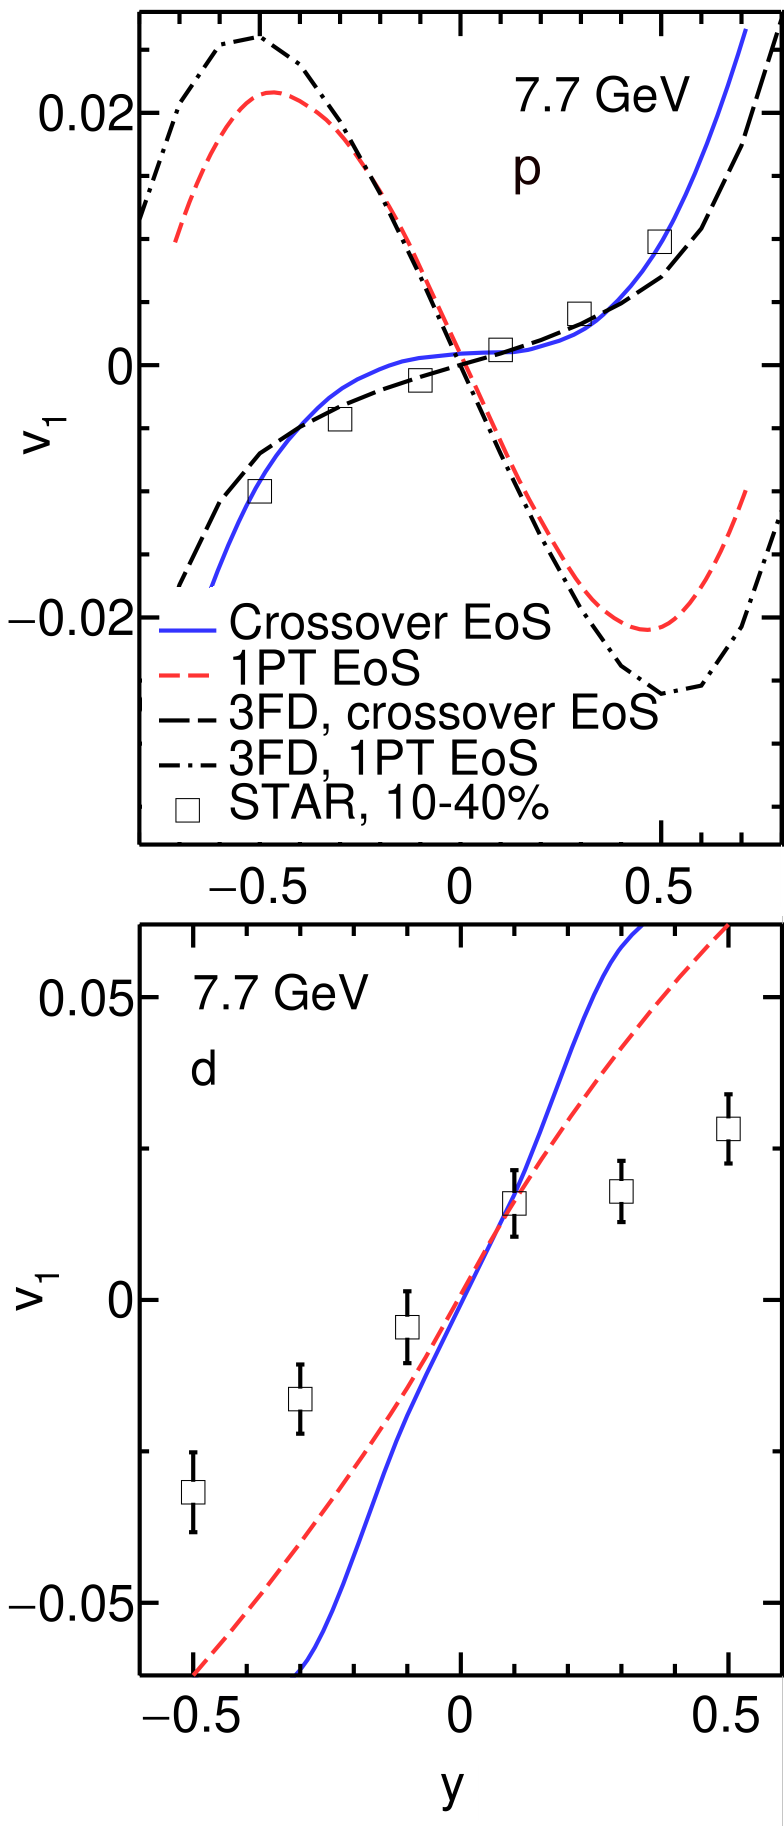 7.7 GeV
0.02
p
0
v1
−0.02
Crossover EoS
1PT EoS
3FD, crossover EoS
3FD, 1PT EoS
STAR, 10-40%
−0.5 0 0.5
7.7 GeV
0.05
d
v1
0
−0.05
−0.5 0 0.5
y